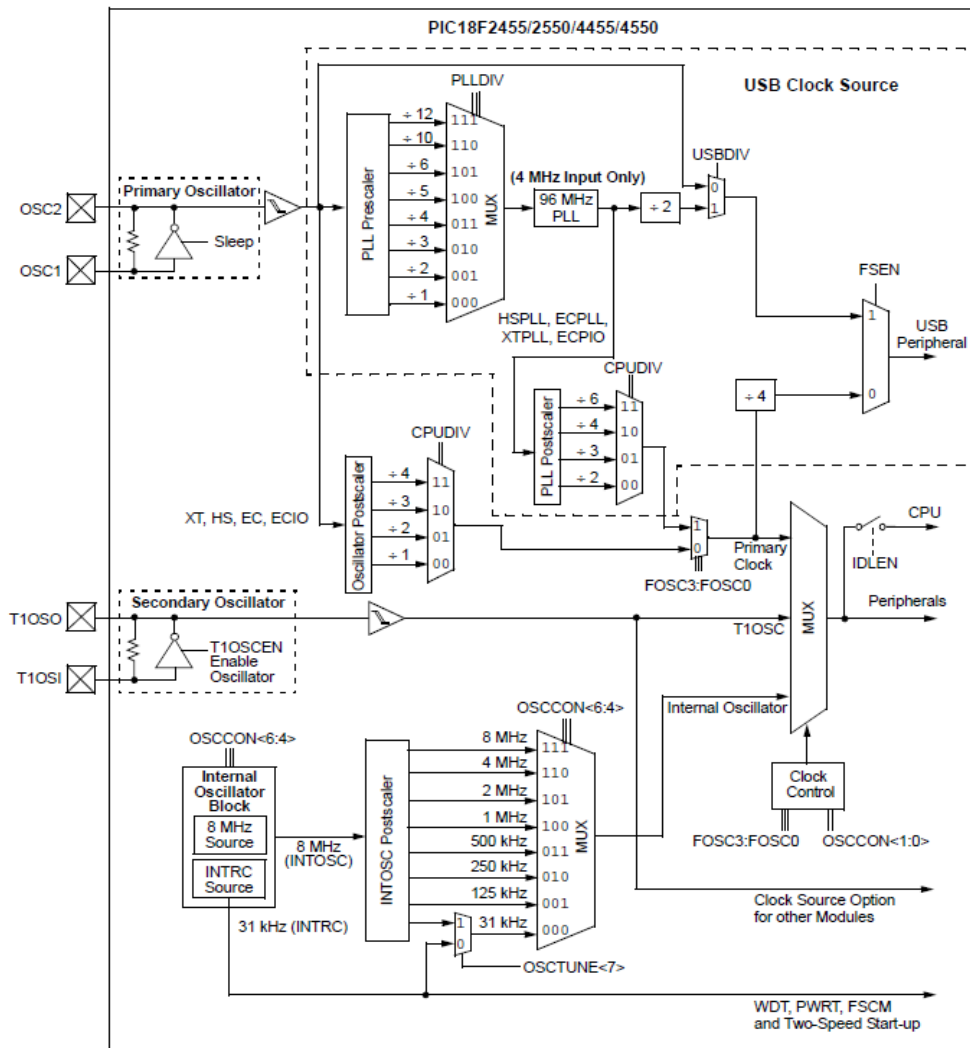 PIC18F2455/2550/4455/4550
USB Clock Source
PLLDIV
PLL Prescaler
÷ 12
÷ 10
÷ 6
÷ 5
÷ 4
÷ 3
÷ 2
÷ 1
111
110
101
100
011
010
001
000
MUX
(4 MHz Input Only)
96 MHz
PLL
÷ 2
USBDIV
0
1
FSEN
1
0
USB
Peripheral
÷ 4
Primary Oscillator
OSC2
OSC1
Sleep
HSPLL, ECPLL,
XTPLL, ECPIO
CPUDIV
PLL Postscaler
÷ 6
÷ 4
÷ 3
÷ 2
11
10
01
00
CPUDIV
XT, HS, EC, ECIO
Oscillator Postscaler
÷ 4
÷ 3
÷ 2
÷ 1
11
10
01
00
1
0
Primary
Clock
FOSC3:FOSC0
CPU
IDLEN
Peripherals
MUX
Secondary Oscillator
T1OSO
T1OSI
T1OSCEN
Enable
Oscillator
T1OSC
Internal Oscillator
OSCCON<6:4>
Internal
Oscillator
Block
8 MHz
Source
INTRC
Source
8 MHz
(INTOSC)
31 kHz (INTRC)
INTOSC Postscaler
OSCCON<6:4>
8 MHz
4 MHz
2 MHz
1 MHz
500 kHz
250 kHz
125 kHz
31 kHz
111
110
101
100
011
010
001
000
MUX
1
0
OSCTUNE<7>
Clock
Control
FOSC3:FOSC0
OSCCON<1:0>
Clock Source Option
for other Modules
WDT, PWRT, FSCM
and Two-Speed Start-up